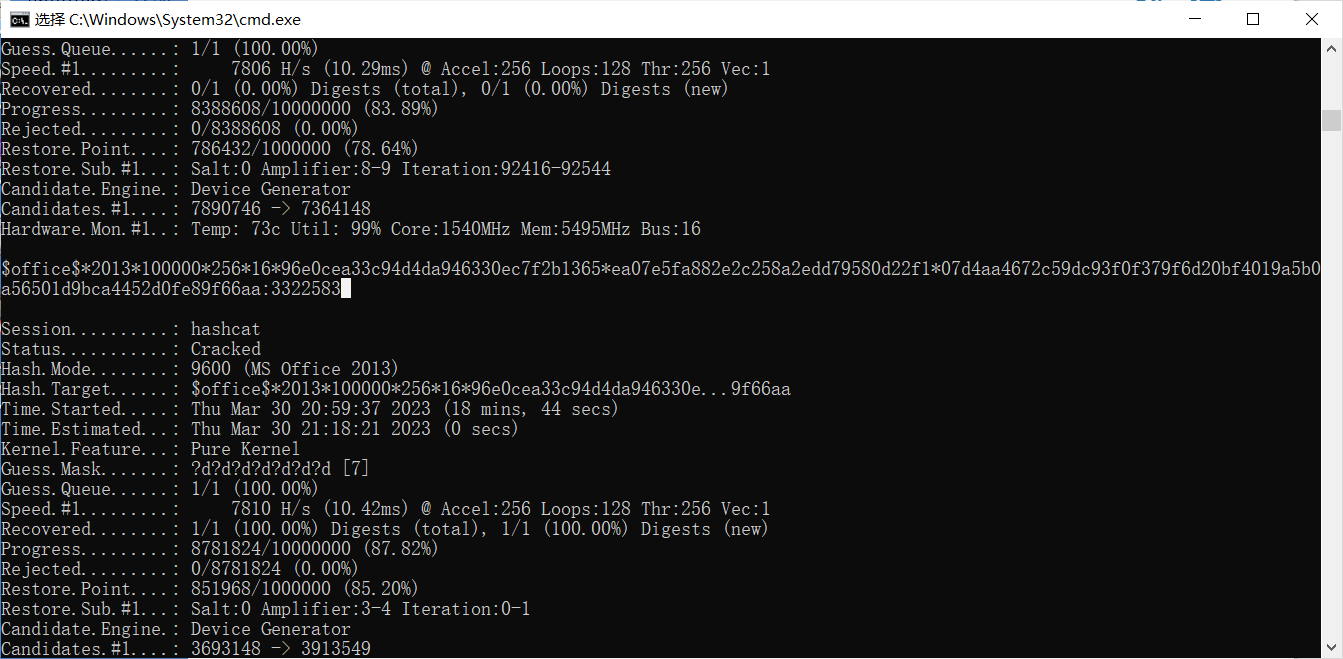 选择 C:\Windows\System32\cmd.exe
Guess.Queue......: 1/1 (100.00%)
Speed.#1.........:     7806 H/s (10.29ms) @ Accel:256 Loops:128 Thr:256 Vec:1
Recovered........: 0/1 (0.00%) Digests (total), 0/1 (0.00%) Digests (new)
Progress.........: 8388608/10000000 (83.89%)
Rejected.........: 0/8388608 (0.00%)
Restore.Point....: 786432/1000000 (78.64%)
Restore.Sub.#1...: Salt:0 Amplifier:8-9 Iteration:92416-92544
Candidate.Engine.: Device Generator
Candidates.#1....: 7890746 -> 7364148
Hardware.Mon.#1..: Temp: 73c Util: 99% Core:1540MHz Mem:5495MHz Bus:16
$office$*2013*100000*256*16*96e0cea33c94d4da946330ec7f2b1365*ea07e5fa882e2c258a2edd79580d22f1*07d4aa4672c59dc93f0f379f6d20bf4019a5b0
a56501d9bca4452d0fe89f66aa:3322583
Session..........: hashcat
Status...........: Cracked
Hash.Mode........: 9600 (MS Office 2013)
Hash.Target......: $office$*2013*100000*256*16*96e0cea33c94d4da946330e...9f66aa
Time.Started.....: Thu Mar 30 20:59:37 2023 (18 mins, 44 secs)
Time.Estimated...: Thu Mar 30 21:18:21 2023 (0 secs)
Kernel.Feature...: Pure Kernel
Guess.Mask.......: ?d?d?d?d?d?d?d [7]
Guess.Queue......: 1/1 (100.00%)
Speed.#1.........:     7810 H/s (10.42ms) @ Accel:256 Loops:128 Thr:256 Vec:1
Recovered........: 1/1 (100.00%) Digests (total), 1/1 (100.00%) Digests (new)
Progress.........: 8781824/10000000 (87.82%)
Rejected.........: 0/8781824 (0.00%)
Restore.Point....: 851968/1000000 (85.20%)
Restore.Sub.#1...: Salt:0 Amplifier:3-4 Iteration:0-1
Candidate.Engine.: Device Generator
Candidates.#1....: 3693148 -> 3913549